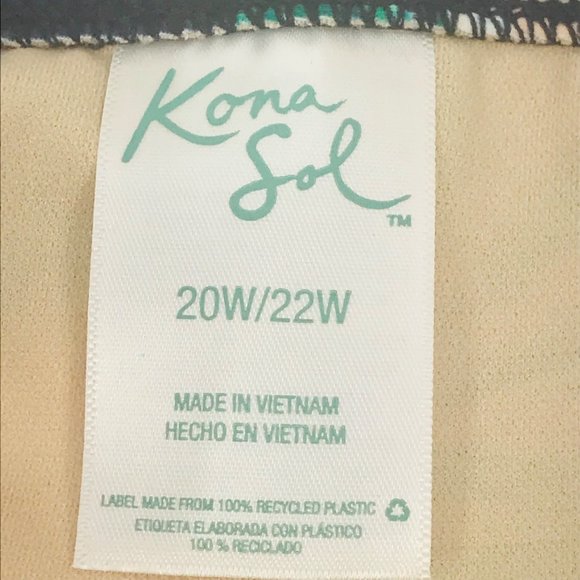 Kona
Sol
™
20W/22W
MADE IN VIETNAM
HECHO EN VIETNAM
LABEL MADE FROM 100% RECYCLED PLASTIC
ETIQUETA ELABORADA CON PLÁSTICO
100 % RECICLADO